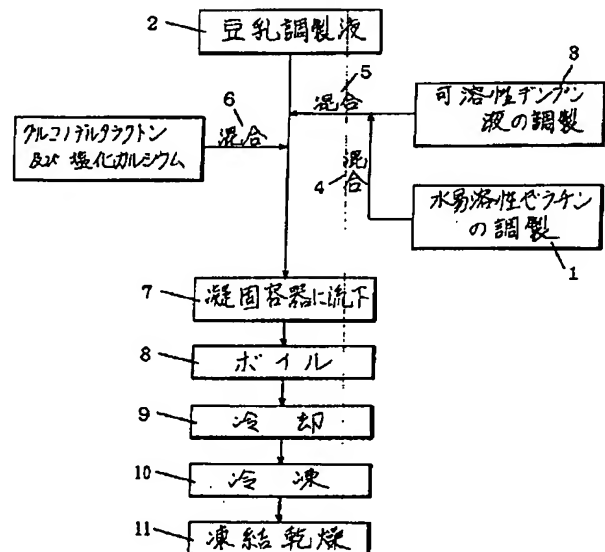 2
豆乳調製液
5
混合
3
可溶性デンプン
液の調製
6
混合
グルコノデルタラクトン
及び塩化カルシウム
4
混合
水易溶性ゼラチン
の調製
1
7
凝固容器に流下
8
ボイル
9
冷却
10
冷凍
11
凍結乾燥